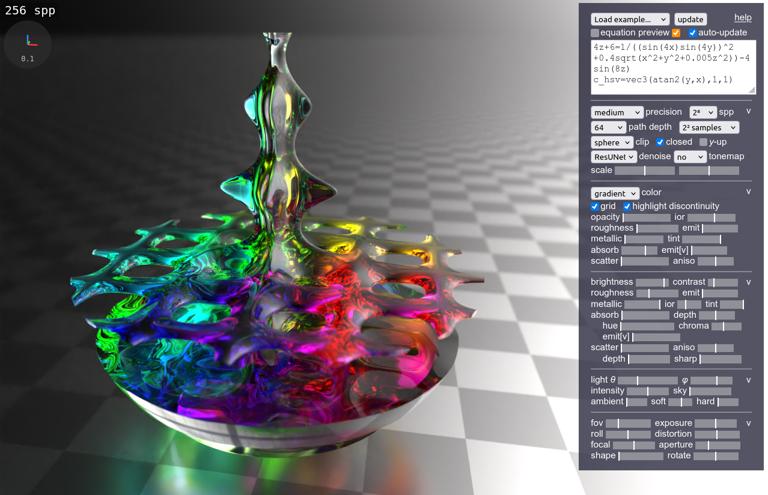 256 spp
0.1
Load example... update help
equation preview auto-update
4z+6=1/((sin(4x)sin(4y))^2
+0.4sqrt(x^2+y^2+0.005z^2))-4
sin(8z)
c_hsv=vec3(atan2(y,x),1,1)
medium precision 2⁸ spp v
64 path depth 2² samples
sphere clip closed y-up
ResUNet denoise no tonemap
scale
gradient color v
grid highlight discontinuity
opacity ior
roughness emit
metallic tint
absorb emit[v]
scatter aniso
brightness contrast v
roughness emit
metallic ior tint
absorb depth
hue chroma
emit[v]
scatter aniso
depth sharp
light θ φ v
intensity sky
ambient soft hard
fov exposure v
roll distortion
focal aperture
shape rotate